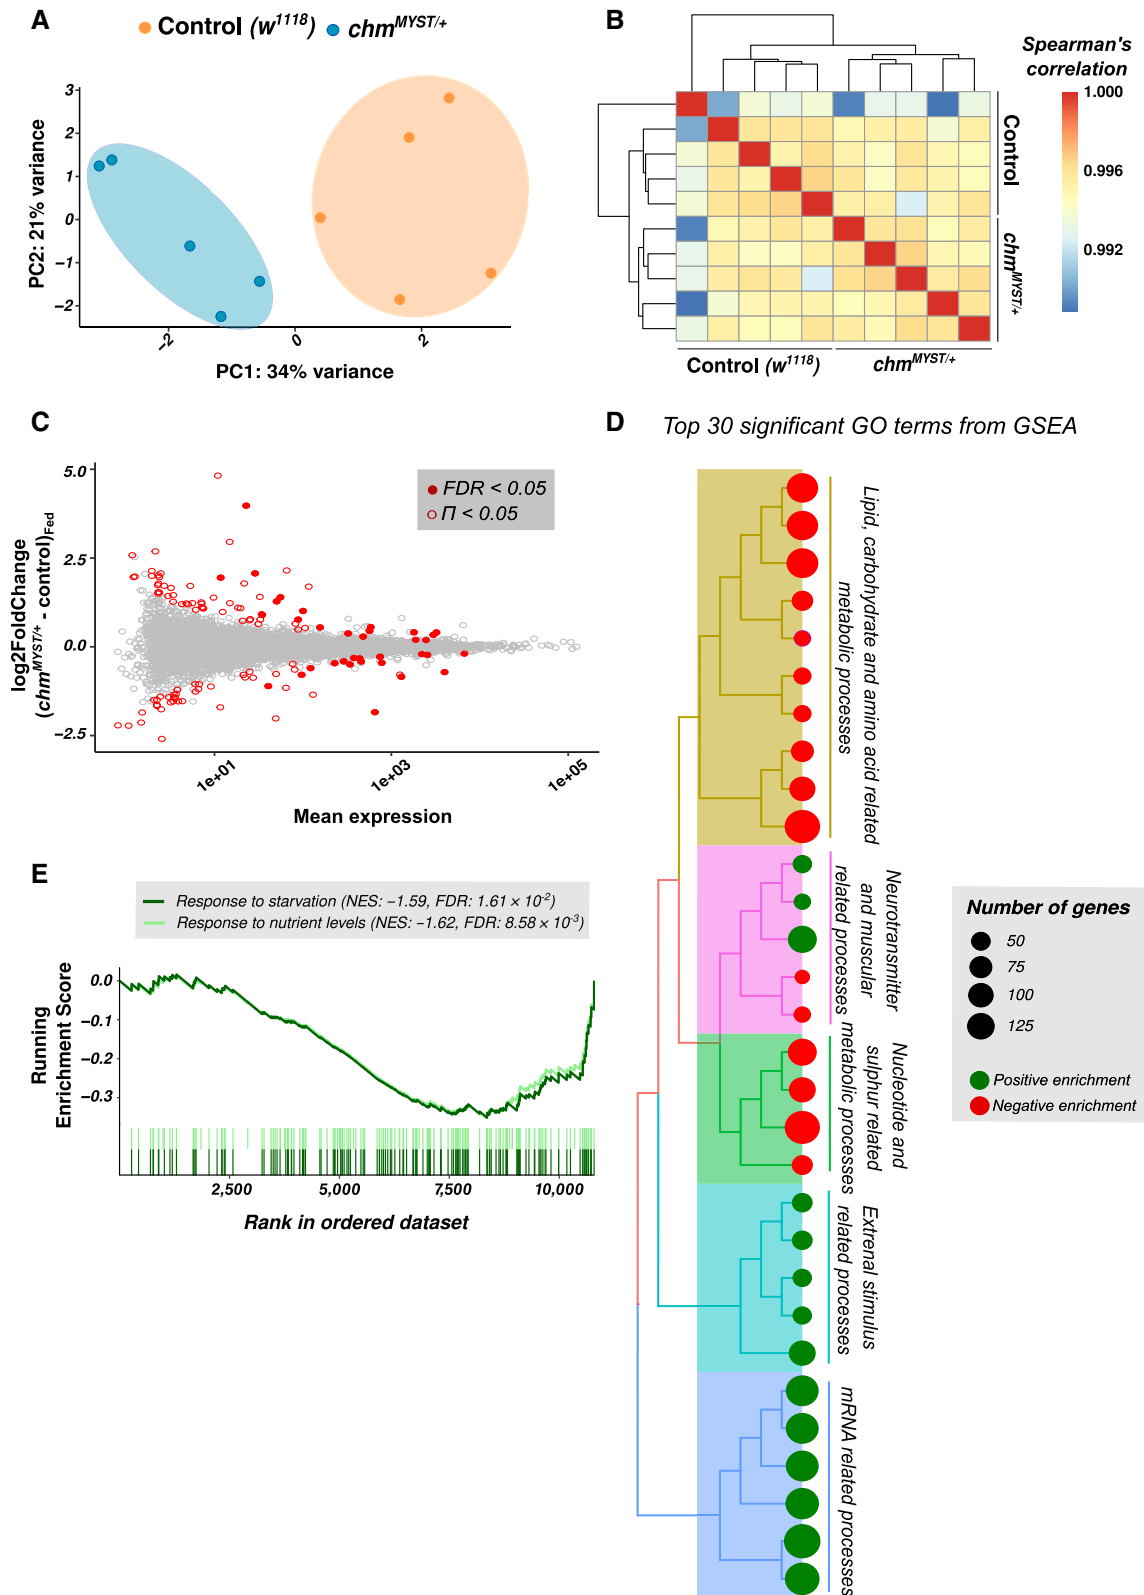 A
Control (w1118)
chmMYST/+
3
2
1
0
−1
−2
PC2: 21% variance
−2
0
2
PC1: 34% variance
B
Spearman's
correlation
1.000
0.996
0.992
Control
chmMYST/+
Control (w1118)
chmMYST/+
C
5.0
2.5
0.0
−2.5
log2FoldChange
(chmMYST/+ - control)Fed
FDR < 0.05
Π < 0.05
1e+01
1e+03
1e+05
Mean expression
D
Top 30 significant GO terms from GSEA
Lipid, carbohydrate and amino acid related
metabolic processes
Neurotransmitter
and muscular
related processes
Nucleotide and
sulphur related
metabolic processes
Extrenal stimulus
related processes
mRNA related processes
Number of genes
50
75
100
125
Positive enrichment
Negative enrichment
E
Response to starvation (NES: −1.59, FDR: 1.61 × 10-2)
Response to nutrient levels (NES: −1.62, FDR: 8.58 × 10-3)
0.0
−0.1
−0.2
−0.3
Running
Enrichment Score
2,500
5,000
7,500
10,000
Rank in ordered dataset